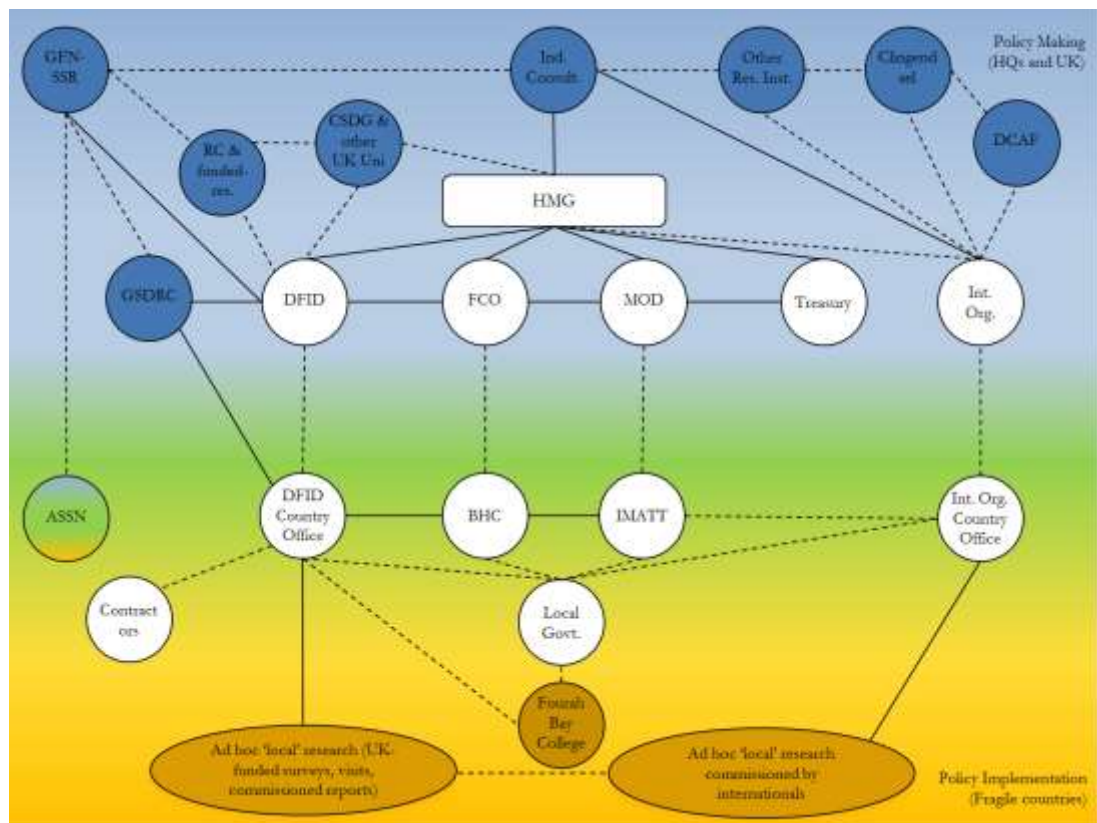 GFN-
SSR
Ind.
Consult.
Other
Res. Inst.
Clingend
ael
Policy Making
(HQs and UK)
RC &
funded-
res.
CSDG &
other
UK Uni
DCAF
HMG
GSDRC
DFID
FCO
MOD
Treasury
Int.
Org.
ASSN
DFID
Country
Office
BHC
IMATT
Int. Org.
Country
Office
Contract
ors
Local
Govt.
Fourah
Bay
College
Ad hoc 'local' research (UK-
funded surveys, visits,
commissioned reports)
Ad hoc 'local' research
commissioned by
internationals
Policy Implementation
(Fragile countries)